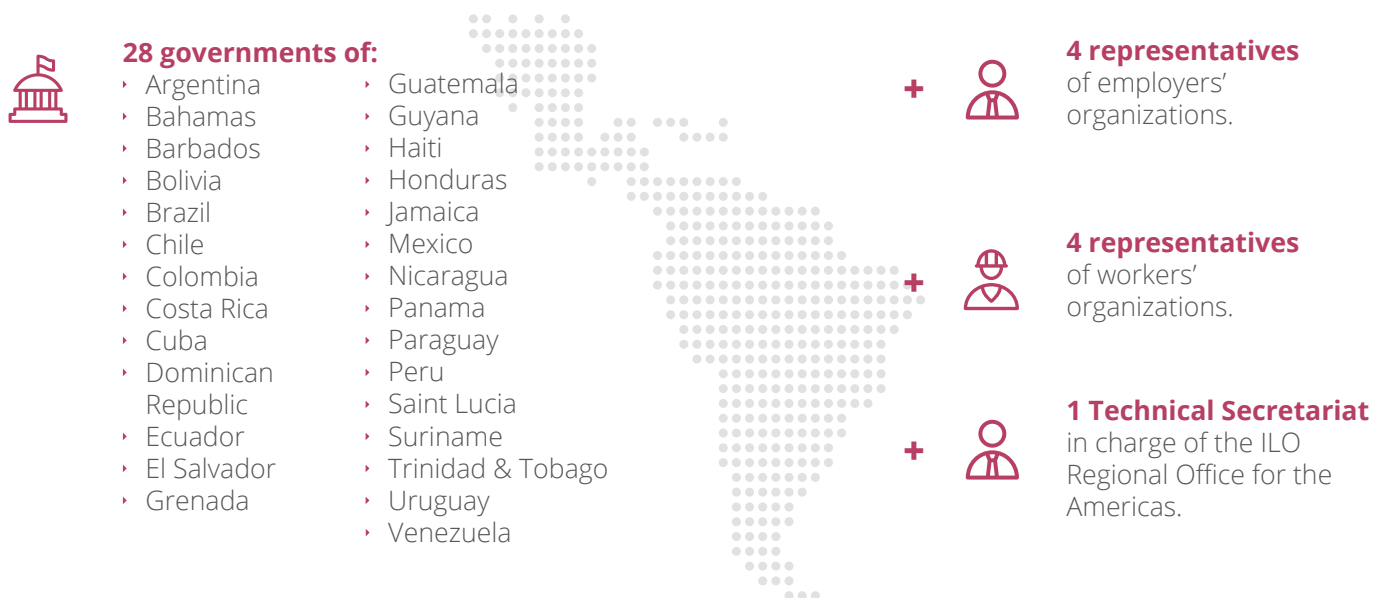 28 governments of:
Argentina
Bahamas
Barbados
Bolivia
Brazil
Chile
Colombia
Costa Rica
Cuba
Dominican
Republic
Ecuador
El Salvador
Grenada
Guatemala
Guyana
Haiti
Honduras
Jamaica
Mexico
Nicaragua
Panama
Paraguay
Peru
Saint Lucia
Suriname
Trinidad & Tobago
Uruguay
Venezuela
+
4 representatives
of employers’
organizations.
+
4 representatives
of workers’
organizations.
+
1 Technical Secretariat
in charge of the ILO
Regional Office for the
Americas.